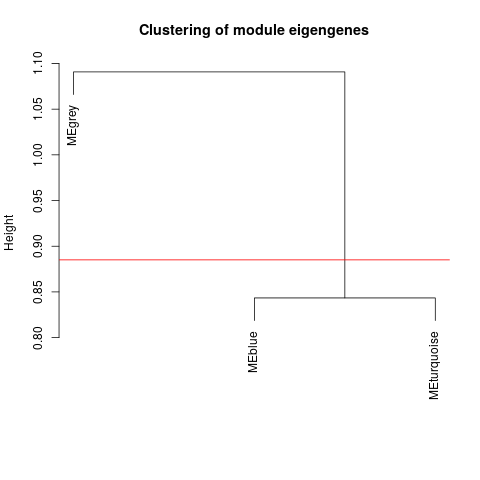 Clustering of module eigengenes
Height
1.10
1.05
1.00
0.95
0.90
0.85
0.80
MEgrey
MEblue
MEturquoise